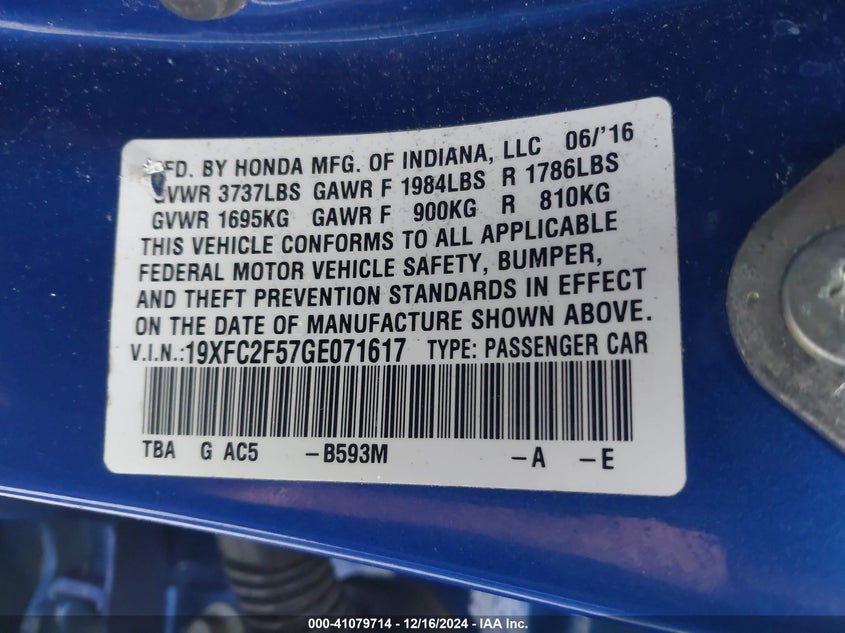 MFD. BY HONDA MFG. OF INDIANA, LLC 06/'16
GVWR 3737LBS GAWR F 1984LBS R 1786LBS
GVWR 1695KG GAWR F 900KG R 810KG
THIS VEHICLE CONFORMS TO ALL APPLICABLE
FEDERAL MOTOR VEHICLE SAFETY, BUMPER,
AND THEFT PREVENTION STANDARDS IN EFFECT
ON THE DATE OF MANUFACTURE SHOWN ABOVE.
V.I.N.:19XFC2F57GE071617 TYPE: PASSENGER CAR
TBA G AC5 -B593M -A -E
000-41079714 / 12/16/2024 - IAA Inc.